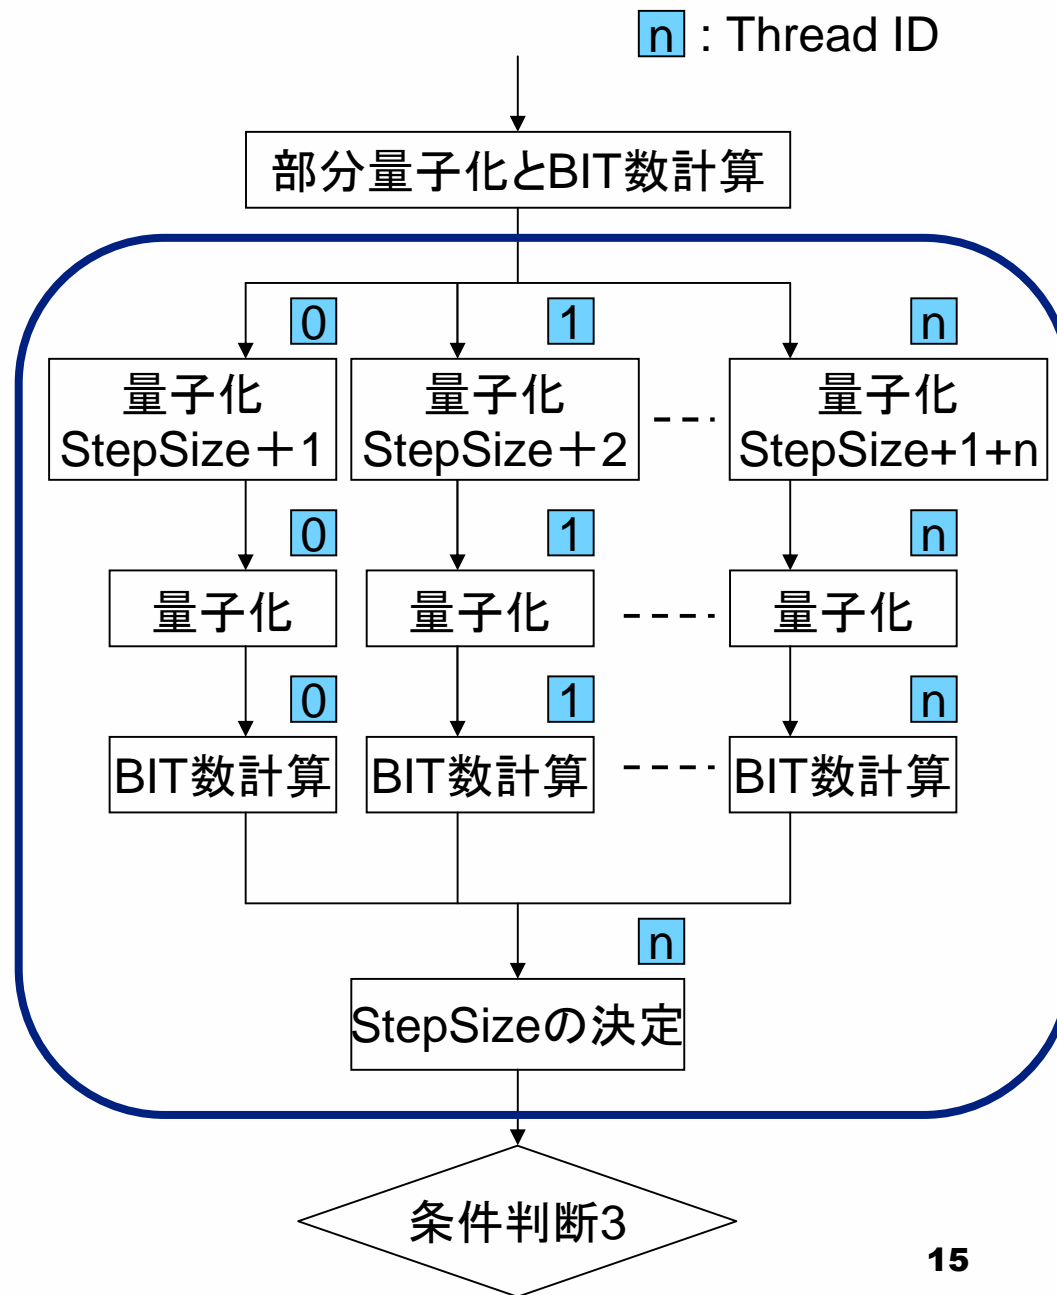 n : Thread ID
部分量子化とBIT数計算
0 1 n
量子化 量子化 量子化
StepSize＋1 StepSize＋2 StepSize+1+n
0 1 n
量子化 量子化 量子化
0 1 n
BIT数計算 BIT数計算 BIT数計算
n
StepSizeの決定
条件判断3
15